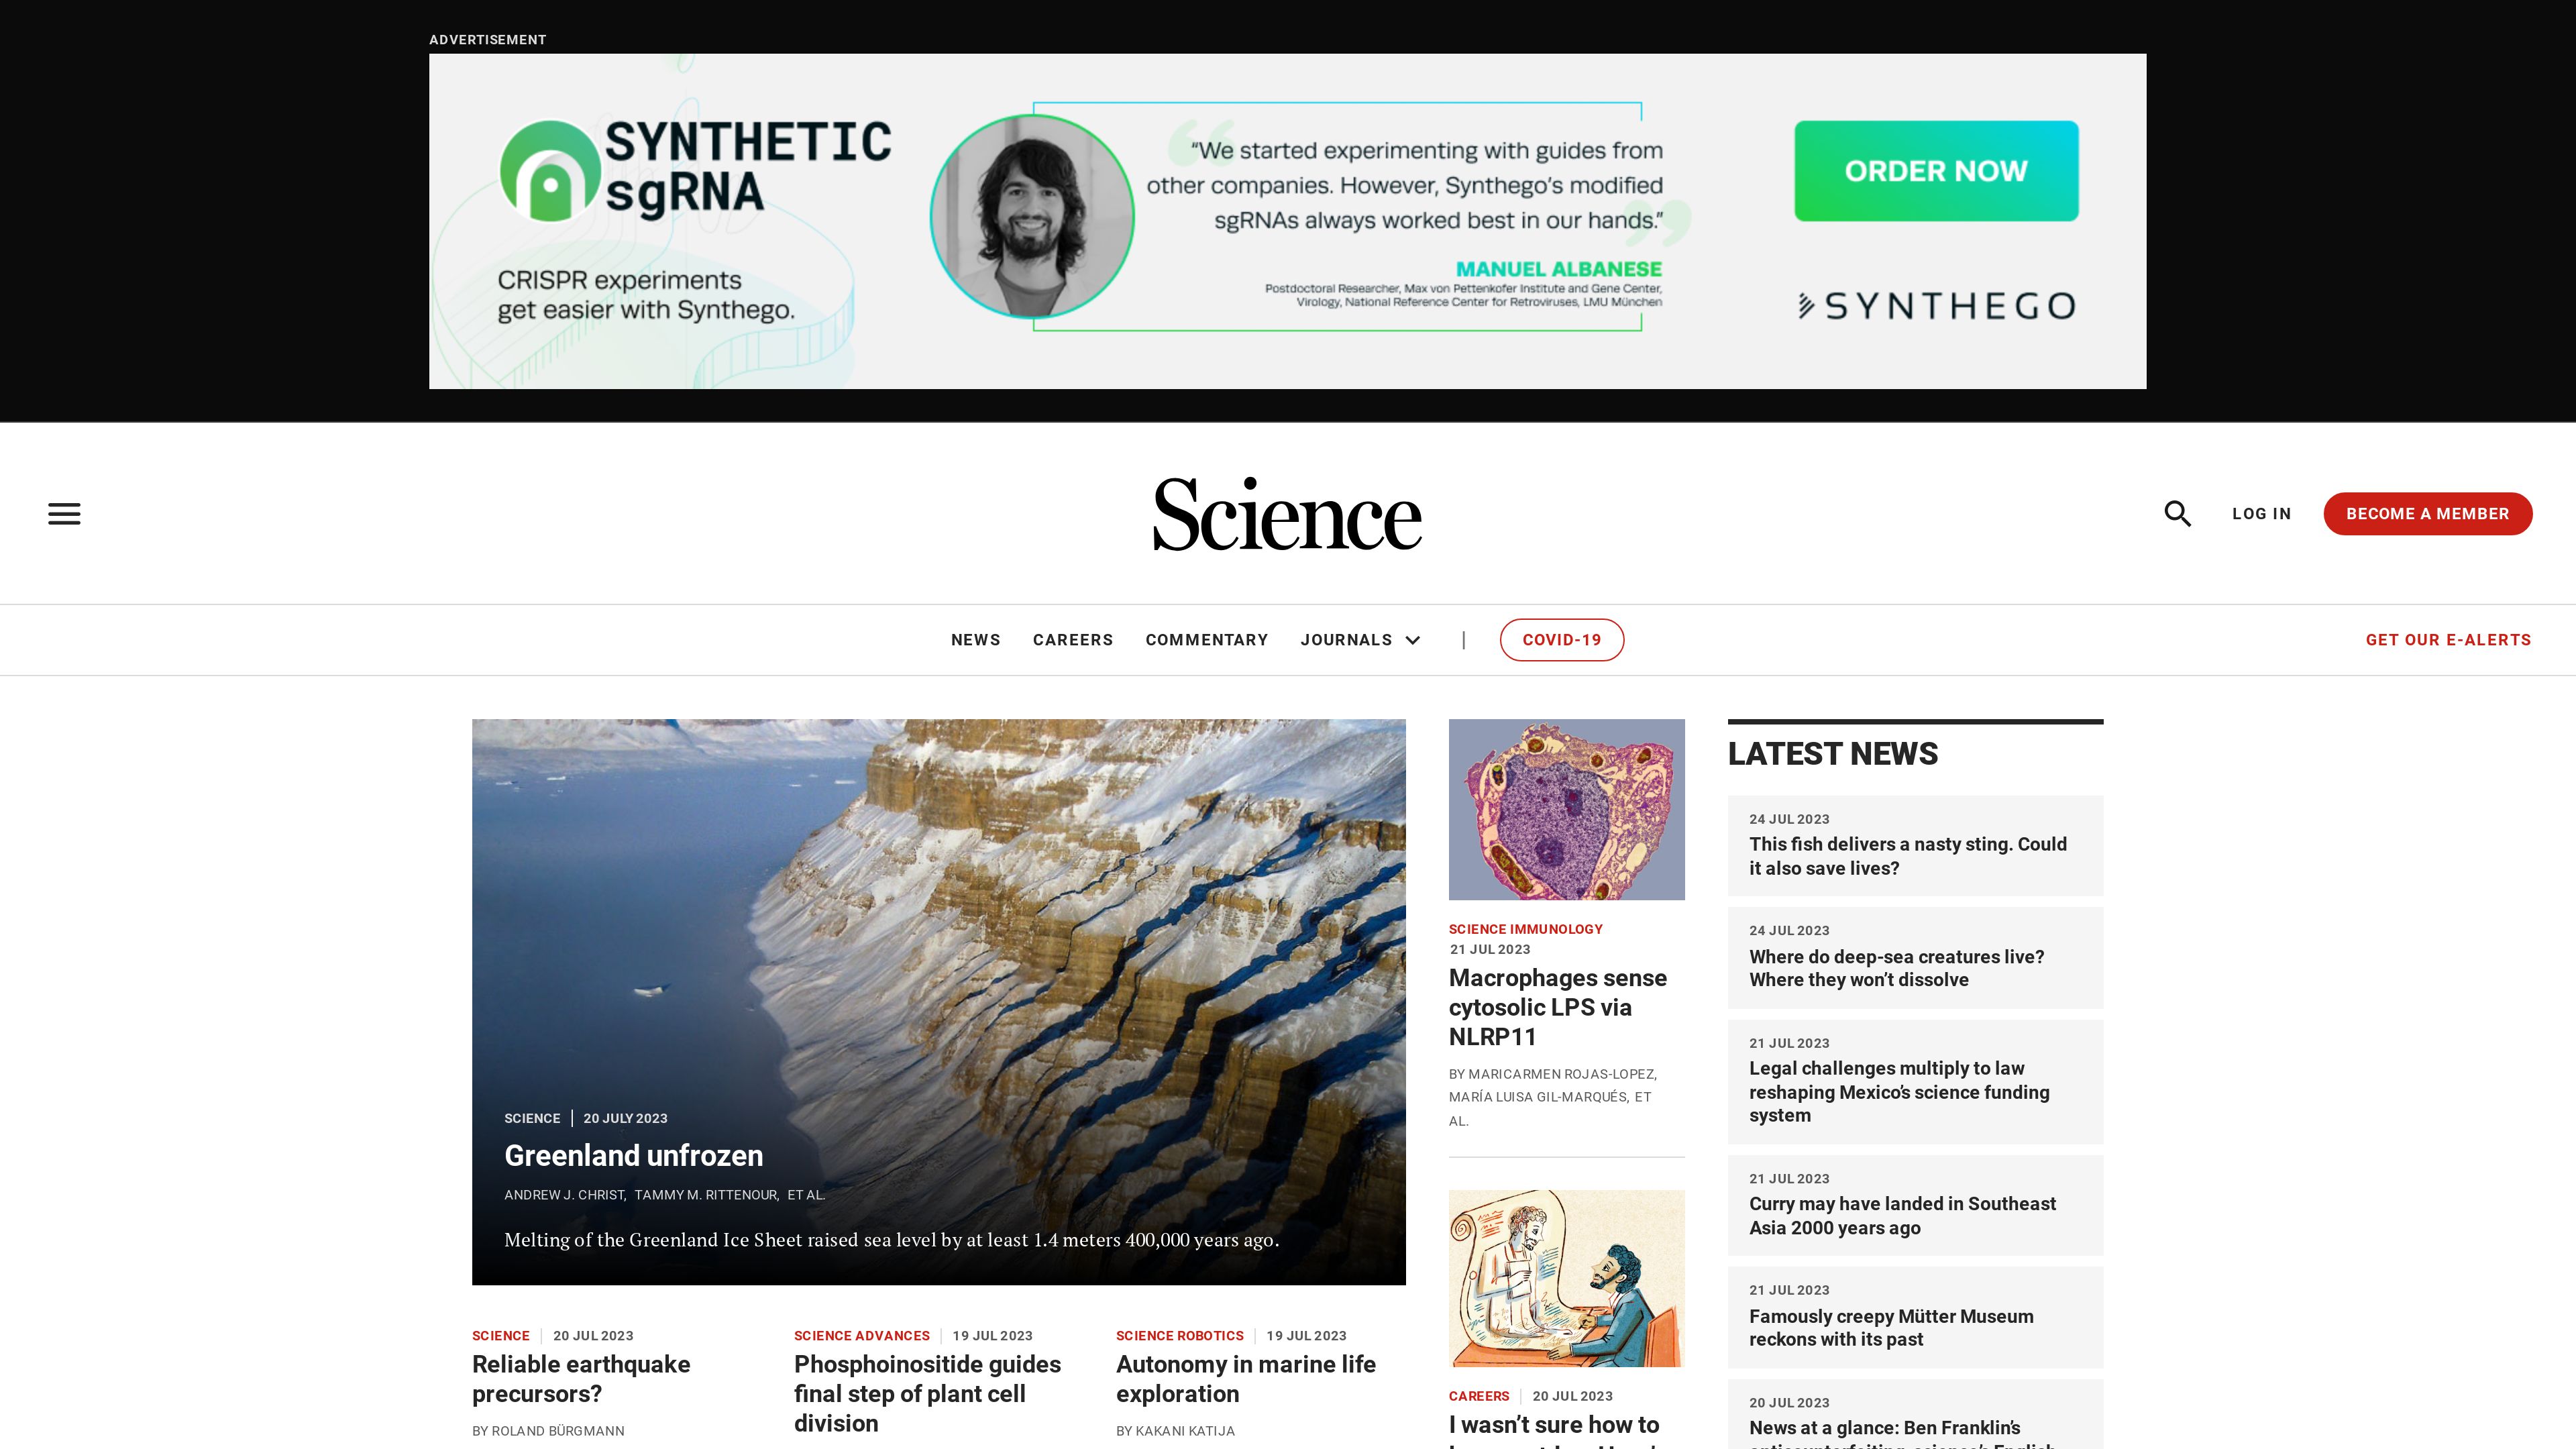 ADVERTISEMENT
SYNTHETIC
sgRNA
CRISPR experiments
get easier with Synthego.
“We started experimenting with guides from
other companies. However, Synthego’s modified
sgRNAs always worked best in our hands.”
MANUEL ALBANESE
Postdoctoral Researcher, Max von Pettenkofer Institute and Gene Center,
Virology, National Reference Center for Retroviruses, LMU München
ORDER NOW
SYNTHEGO
Science
LOG IN
BECOME A MEMBER
NEWS CAREERS COMMENTARY JOURNALS | COVID-19
GET OUR E-ALERTS
SCIENCE | 20 JULY 2023
Greenland unfrozen
ANDREW J. CHRIST, TAMMY M. RITTENOUR, ET AL.
Melting of the Greenland Ice Sheet raised sea level by at least 1.4 meters 400,000 years ago.
SCIENCE | 20 JUL 2023
Reliable earthquake
precursors?
BY ROLAND BÜRGMANN
SCIENCE ADVANCES | 19 JUL 2023
Phosphoinositide guides
final step of plant cell
division
SCIENCE ROBOTICS | 19 JUL 2023
Autonomy in marine life
exploration
BY KAKANI KATIJA
SCIENCE IMMUNOLOGY
21 JUL 2023
Macrophages sense
cytosolic LPS via
NLRP11
BY MARICARMEN ROJAS-LOPEZ,
MARÍA LUISA GIL-MARQUÉS, ET
AL.
CAREERS | 20 JUL 2023
I wasn’t sure how to
LATEST NEWS
24 JUL 2023
This fish delivers a nasty sting. Could
it also save lives?
24 JUL 2023
Where do deep-sea creatures live?
Where they won’t dissolve
21 JUL 2023
Legal challenges multiply to law
reshaping Mexico’s science funding
system
21 JUL 2023
Curry may have landed in Southeast
Asia 2000 years ago
21 JUL 2023
Famously creepy Mütter Museum
reckons with its past
20 JUL 2023
News at a glance: Ben Franklin’s